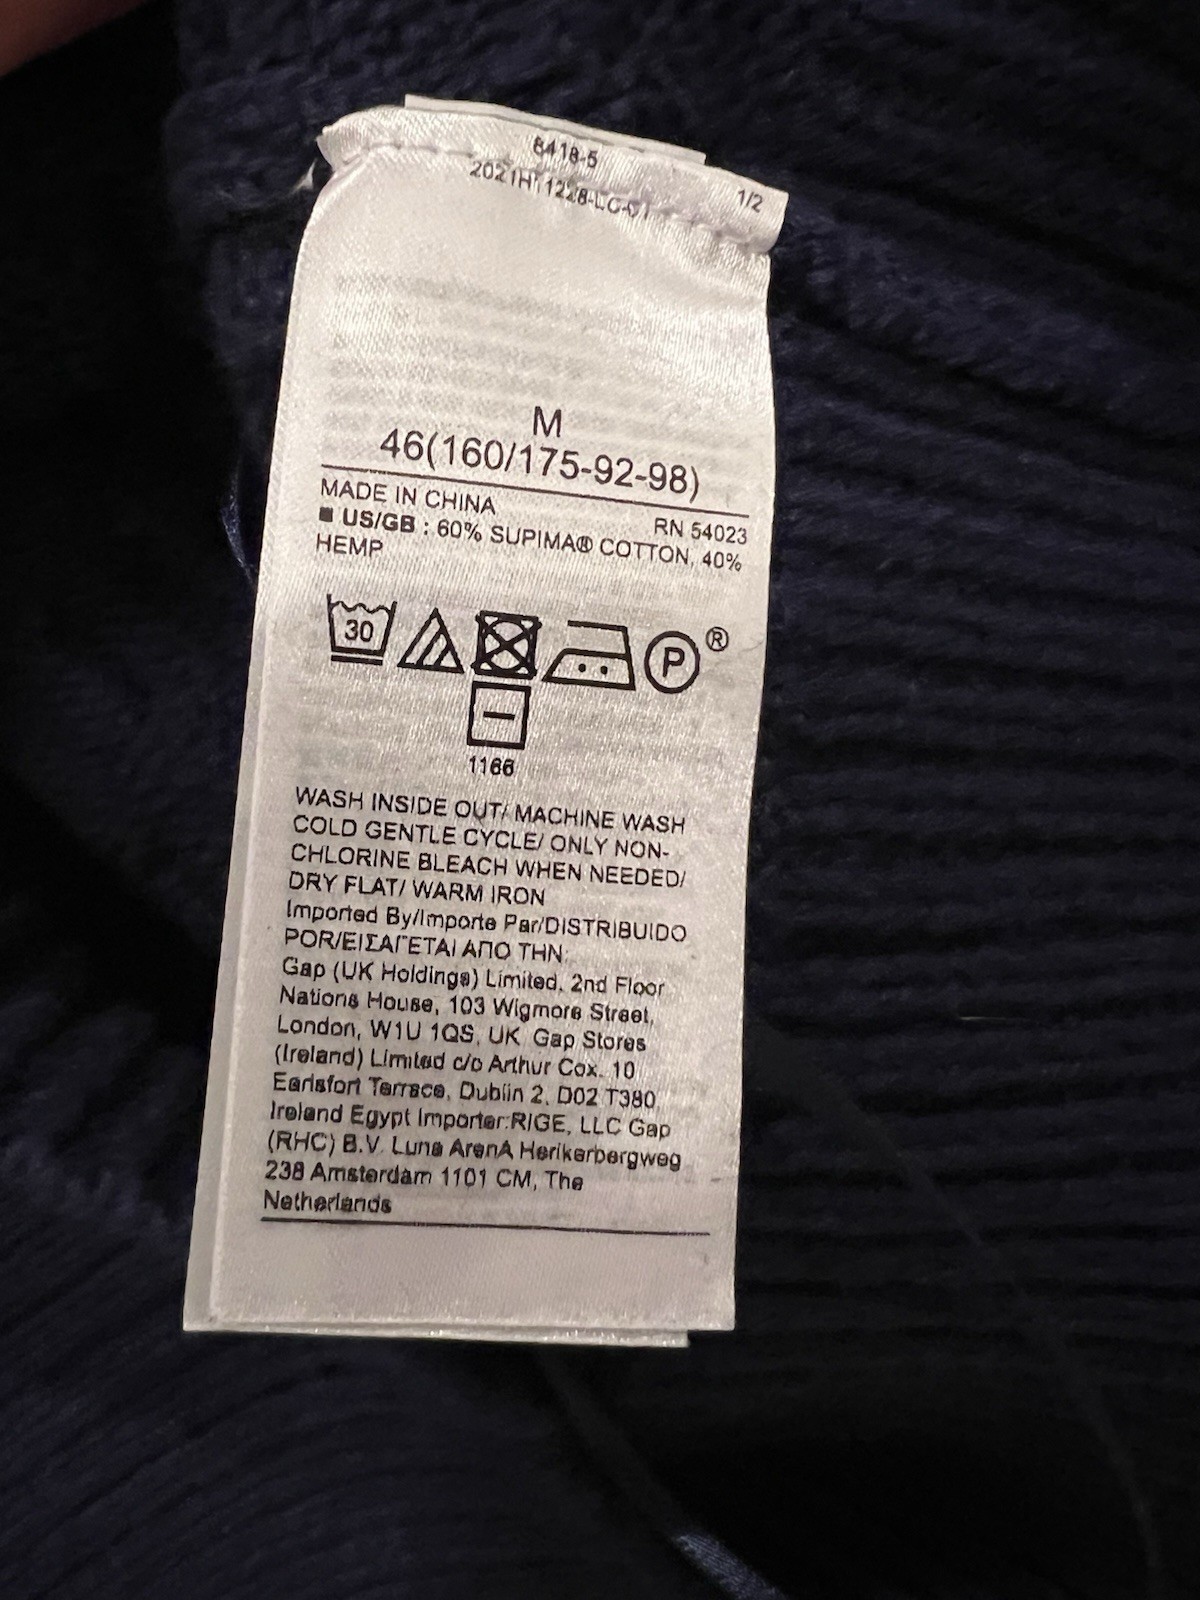 8418-5
1/2
M
46(160/175-92-98)
MADE IN CHINA
RN 54023
■ US/GB : 60% SUPIMA® COTTON, 40%
HEMP
30
P
®
1166
WASH INSIDE OUT/ MACHINE WASH
COLD GENTLE CYCLE/ ONLY NON-
CHLORINE BLEACH WHEN NEEDED/
DRY FLAT/ WARM IRON
Imported By/Importe Par/DISTRIBUIDO
POR/ΕΙΣΑΓΕΤΑΙ ΑΠΟ ΤΗΝ:
Gap (UK Holdings) Limited, 2nd Floor
Nations House, 103 Wigmore Street,
London, W1U 1QS, UK Gap Stores
(Ireland) Limited c/o Arthur Cox, 10
Earlsfort Terrace, Dublin 2, D02 T380,
Ireland Egypt Importer:RIGE, LLC Gap
(RHC) B.V. Luna ArenA Herikerbergweg
238 Amsterdam 1101 CM, The
Netherlands